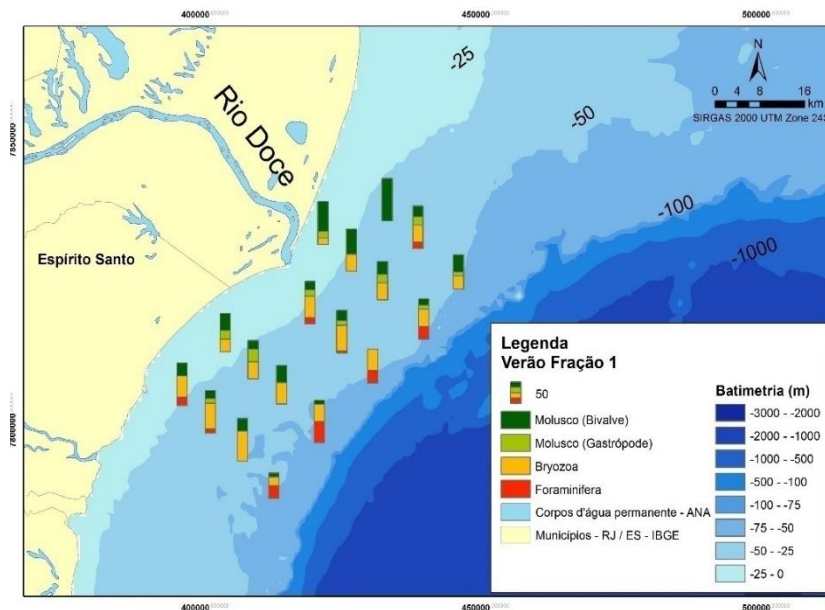 400000
450000
500000
-25
N
0 4 8 16
km
SIRGAS 2000 UTM Zone 24S
-50
7850000
Rio Doce
-100
Espírito Santo
-1000
Legenda
Verão Fração 1
50
Molusco (Bivalve)
Molusco (Gastrópode)
Bryozoa
Foraminifera
Corpos d'água permanente - ANA
Municípios - RJ / ES - IBGE
Batimetria (m)
-3000 - -2000
-2000 - -1000
-1000 - -500
-500 - -100
-100 - -75
-75 - -50
-50 - -25
-25 - 0
7800000
7800000
400000
450000
500000